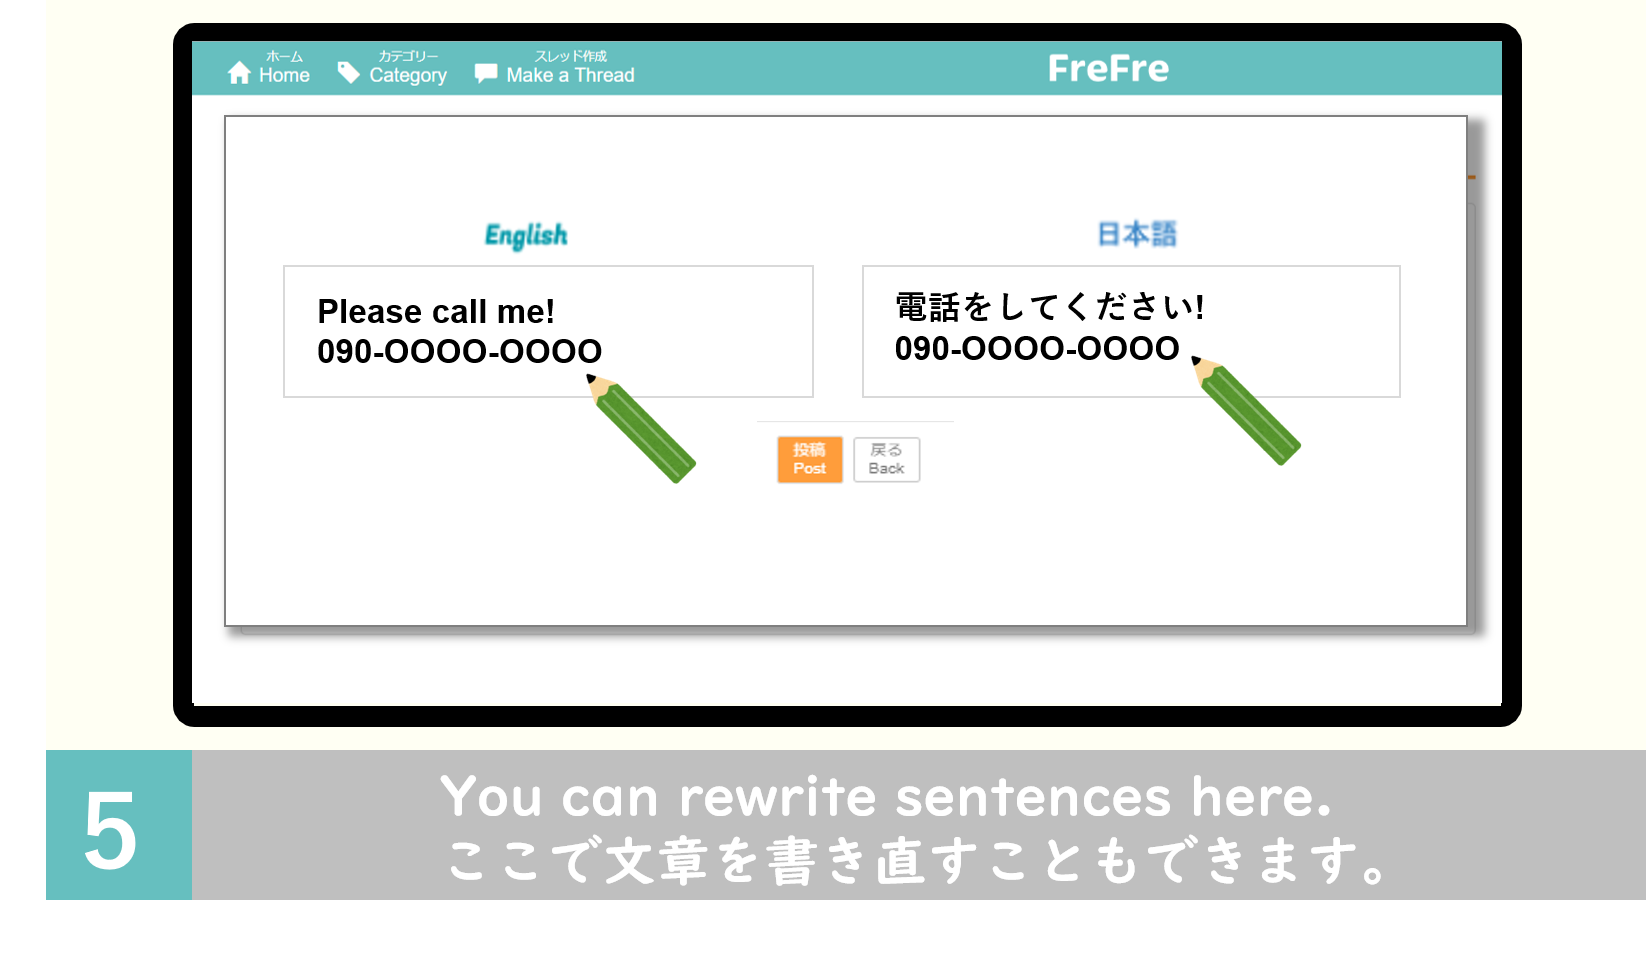 ホーム
Home
カテゴリー
Category
スレッド作成
Make a Thread
FreFre
English
Please call me!
090-OOOO-OOOO
日本語
電話をしてください!
090-OOOO-OOOO
投稿
Post
戻る
Back
5
You can rewrite sentences here.
ここで文章を書き直すこともできます。